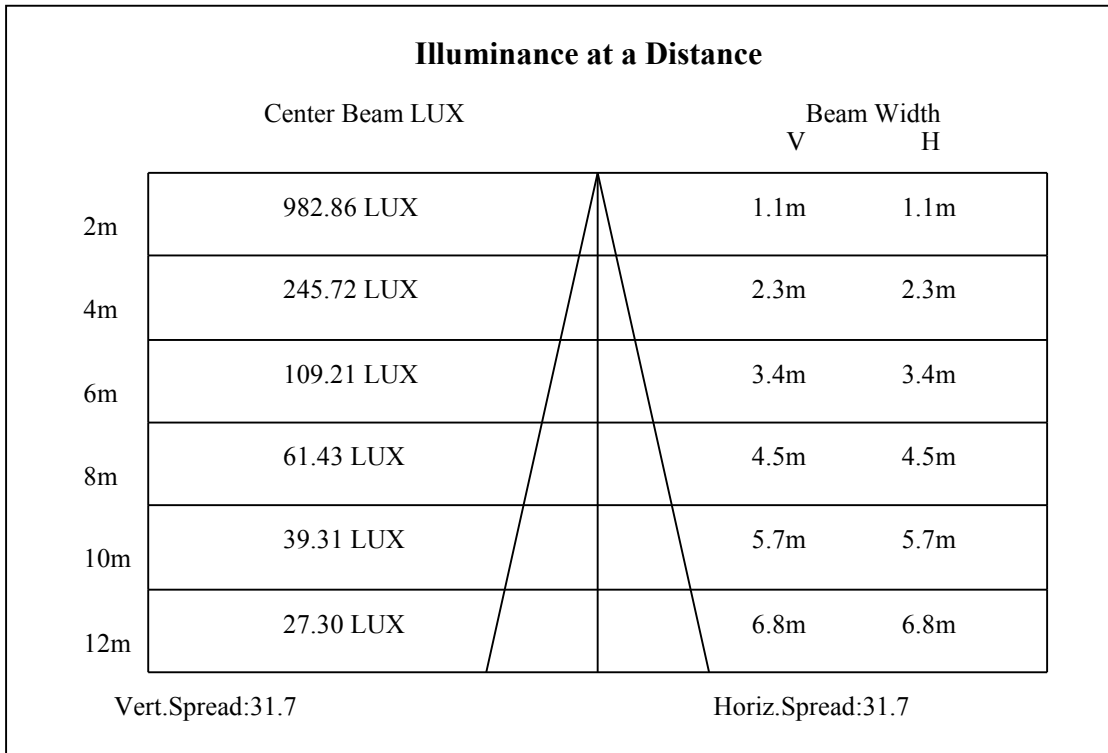 Illuminance at a Distance
Center Beam LUX Beam Width
V H
2m 982.86 LUX 1.1m 1.1m
4m 245.72 LUX 2.3m 2.3m
6m 109.21 LUX 3.4m 3.4m
8m 61.43 LUX 4.5m 4.5m
10m 39.31 LUX 5.7m 5.7m
12m 27.30 LUX 6.8m 6.8m
Vert.Spread:31.7 Horiz.Spread:31.7